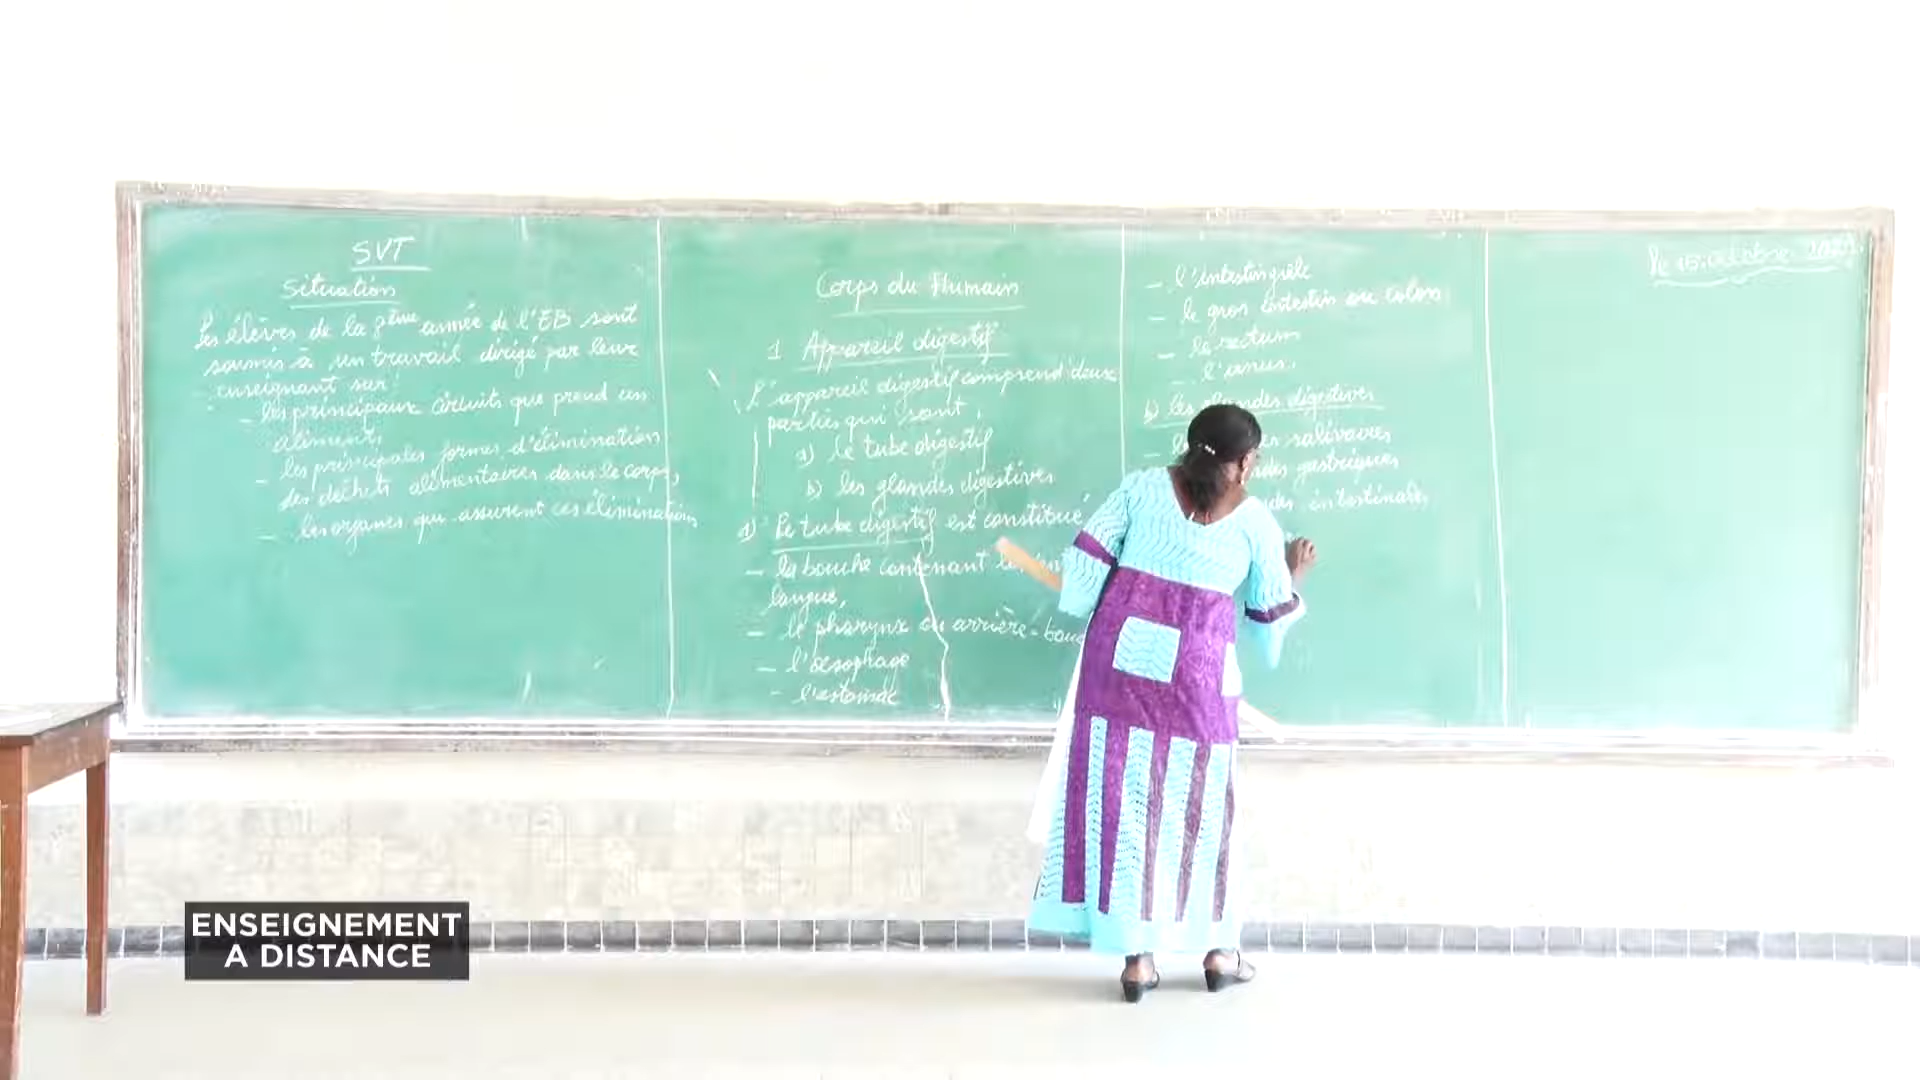 SVT
Situation
Les élèves de la 8ème année de l'EB sont
soumis à un travail dirigé par leur
enseignant sur:
- les principaux circuits que prend un
aliment,
- les principales formes d'élimination
des déchets alimentaires dans le corps,
- les organes qui assurent ces éliminations
Corps du Humain
1 Appareil digestif
L'appareil digestif comprend deux
parties qui sont :
a) le tube digestif
b) les glandes digestives
a) Le tube digestif est constitué
- la bouche contenant
langue,
- le pharynx ou arrière-
- l'œsophage
- l'estomac
- l'intestin grêle
- le gros intestin ou colon
- le rectum
- l'anus.
b) les glandes digestives
salivaires
gastriques
intestinales,
le 15 octobre
ENSEIGNEMENT
A DISTANCE